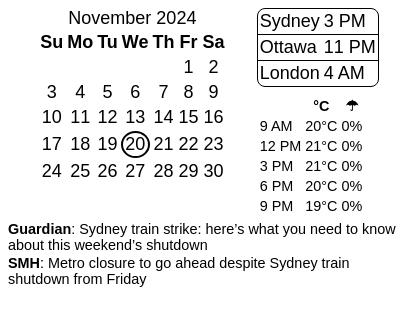 November 2024
Su Mo Tu We Th Fr Sa
1 2
3 4 5 6 7 8 9
10 11 12 13 14 15 16
17 18 19 20 21 22 23
24 25 26 27 28 29 30
Sydney 3 PM
Ottawa 11 PM
London 4 AM
°C ☂
9 AM 20°C 0%
12 PM 21°C 0%
3 PM 21°C 0%
6 PM 20°C 0%
9 PM 19°C 0%
Guardian: Sydney train strike: here’s what you need to know
about this weekend’s shutdown
SMH: Metro closure to go ahead despite Sydney train
shutdown from Friday